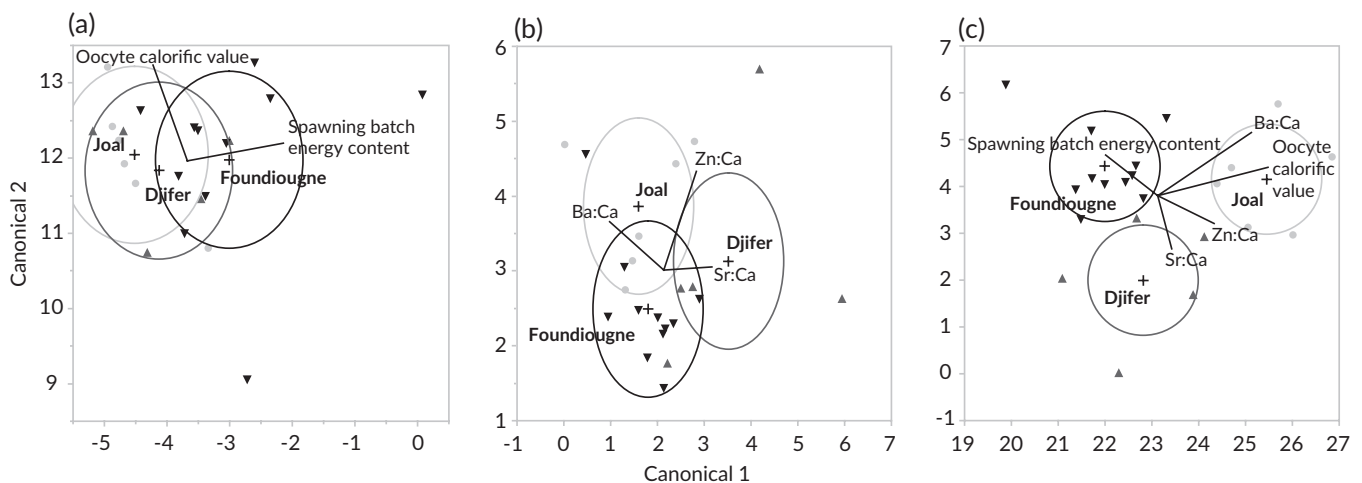 (a)
Oocyte calorific value
Spawning batch
energy content
Joal
Djifer
Foundiougne
Canonical 2
13
12
11
10
9
-5 -4 -3 -2 -1 0
(b)
6
5
4
3
2
1
Zn:Ca
Joal
Ba:Ca
Djifer
Sr:Ca
Foundiougne
-1 0 1 2 3 4 5 6 7
Canonical 1
(c)
7
6
5
4
3
2
1
0
-1
Ba:Ca
Spawning batch energy content
Oocyte
calorific
value
Foundiougne
Joal
Zn:Ca
Sr:Ca
Djifer
19 20 21 22 23 24 25 26 27